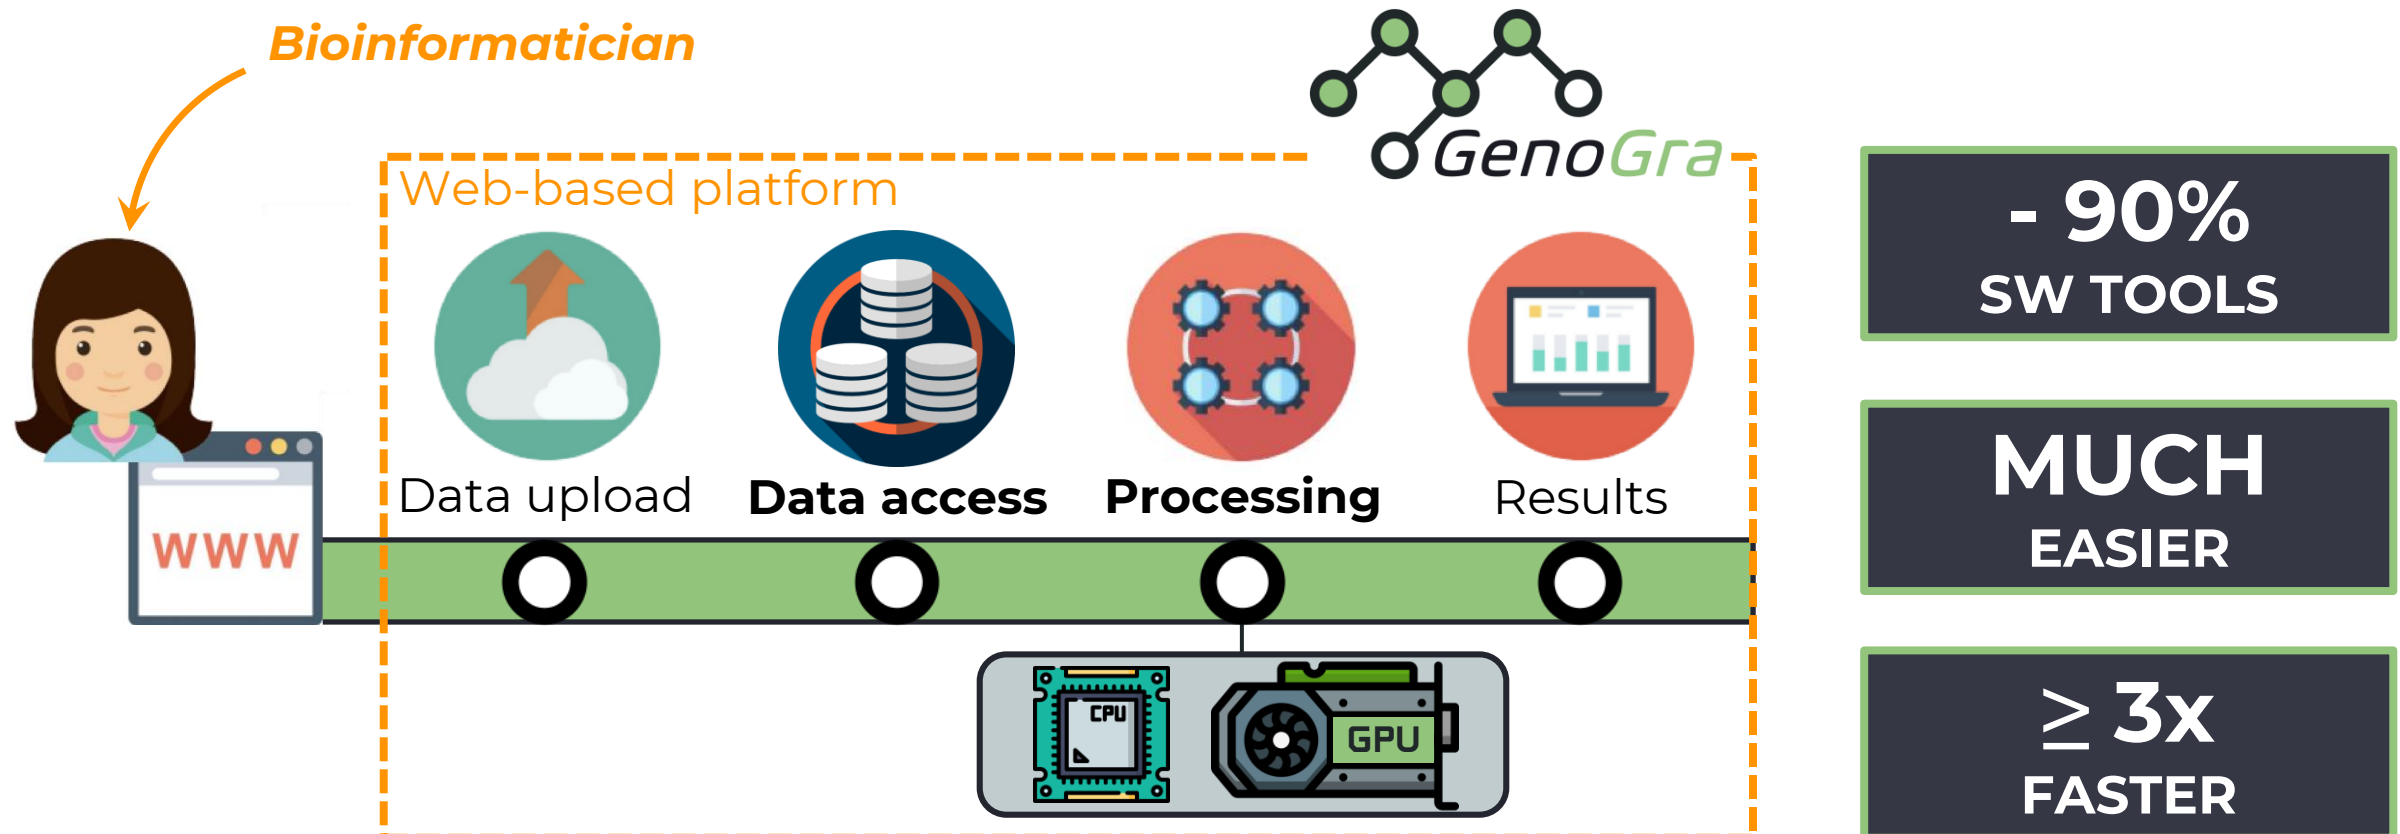 Bioinformatician
GenoGra
Web-based platform
Data upload
Data access
Processing
Results
WWW
CPU
GPU
- 90%
SW TOOLS
MUCH
EASIER
≥ 3x
FASTER